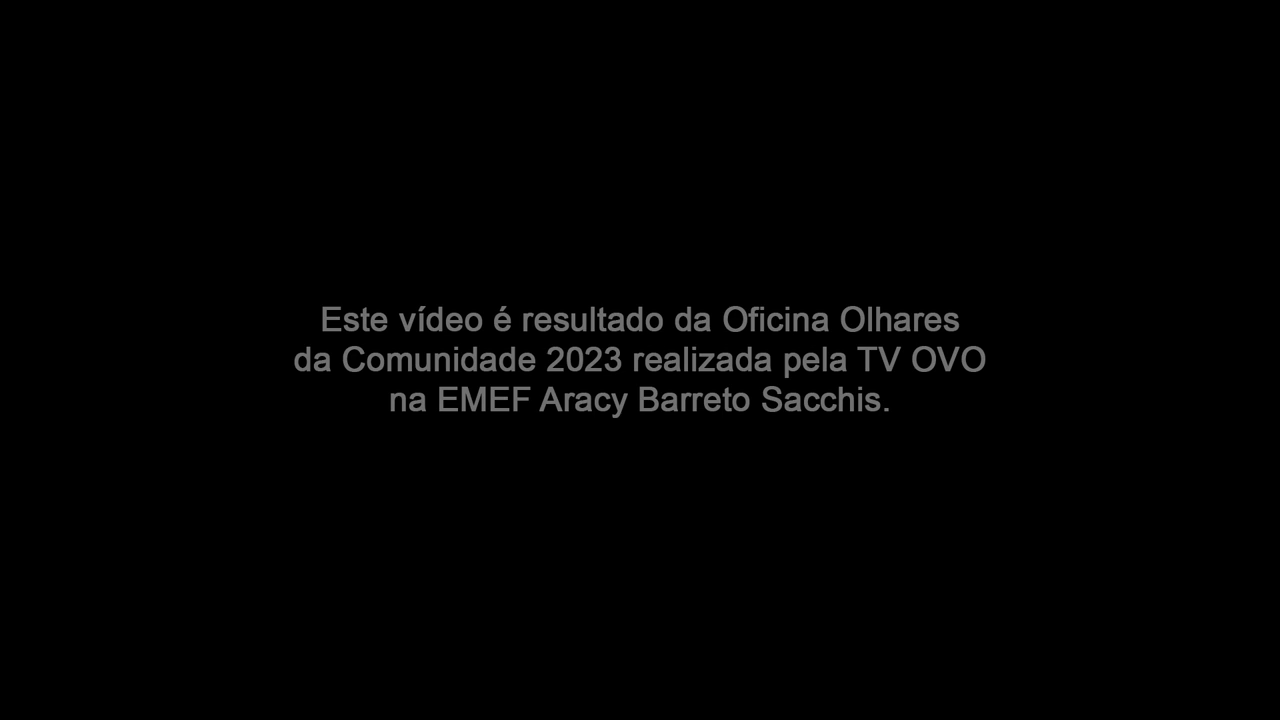 Este vídeo é resultado da Oficina Olhares
da Comunidade 2023 realizada pela TV OVO
na EMEF Aracy Barreto Sacchis.